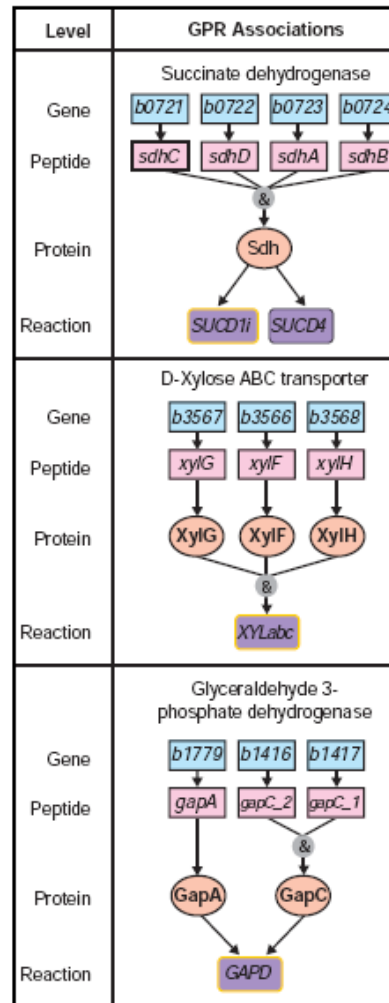 Level GPR Associations
Succinate dehydrogenase
Gene b0721 b0722 b0723 b0724
Peptide sdhC sdhD sdhA sdhB
&
Protein Sdh
Reaction SUCD1i SUCD4
D-Xylose ABC transporter
Gene b3567 b3566 b3568
Peptide xylG xylF xylH
Protein XylG XylF XylH
&
Reaction XYLabc
Glyceraldehyde 3-
phosphate dehydrogenase
Gene b1779 b1416 b1417
Peptide gapA gapC_2 gapC_1
&
Protein GapA GapC
Reaction GAPD